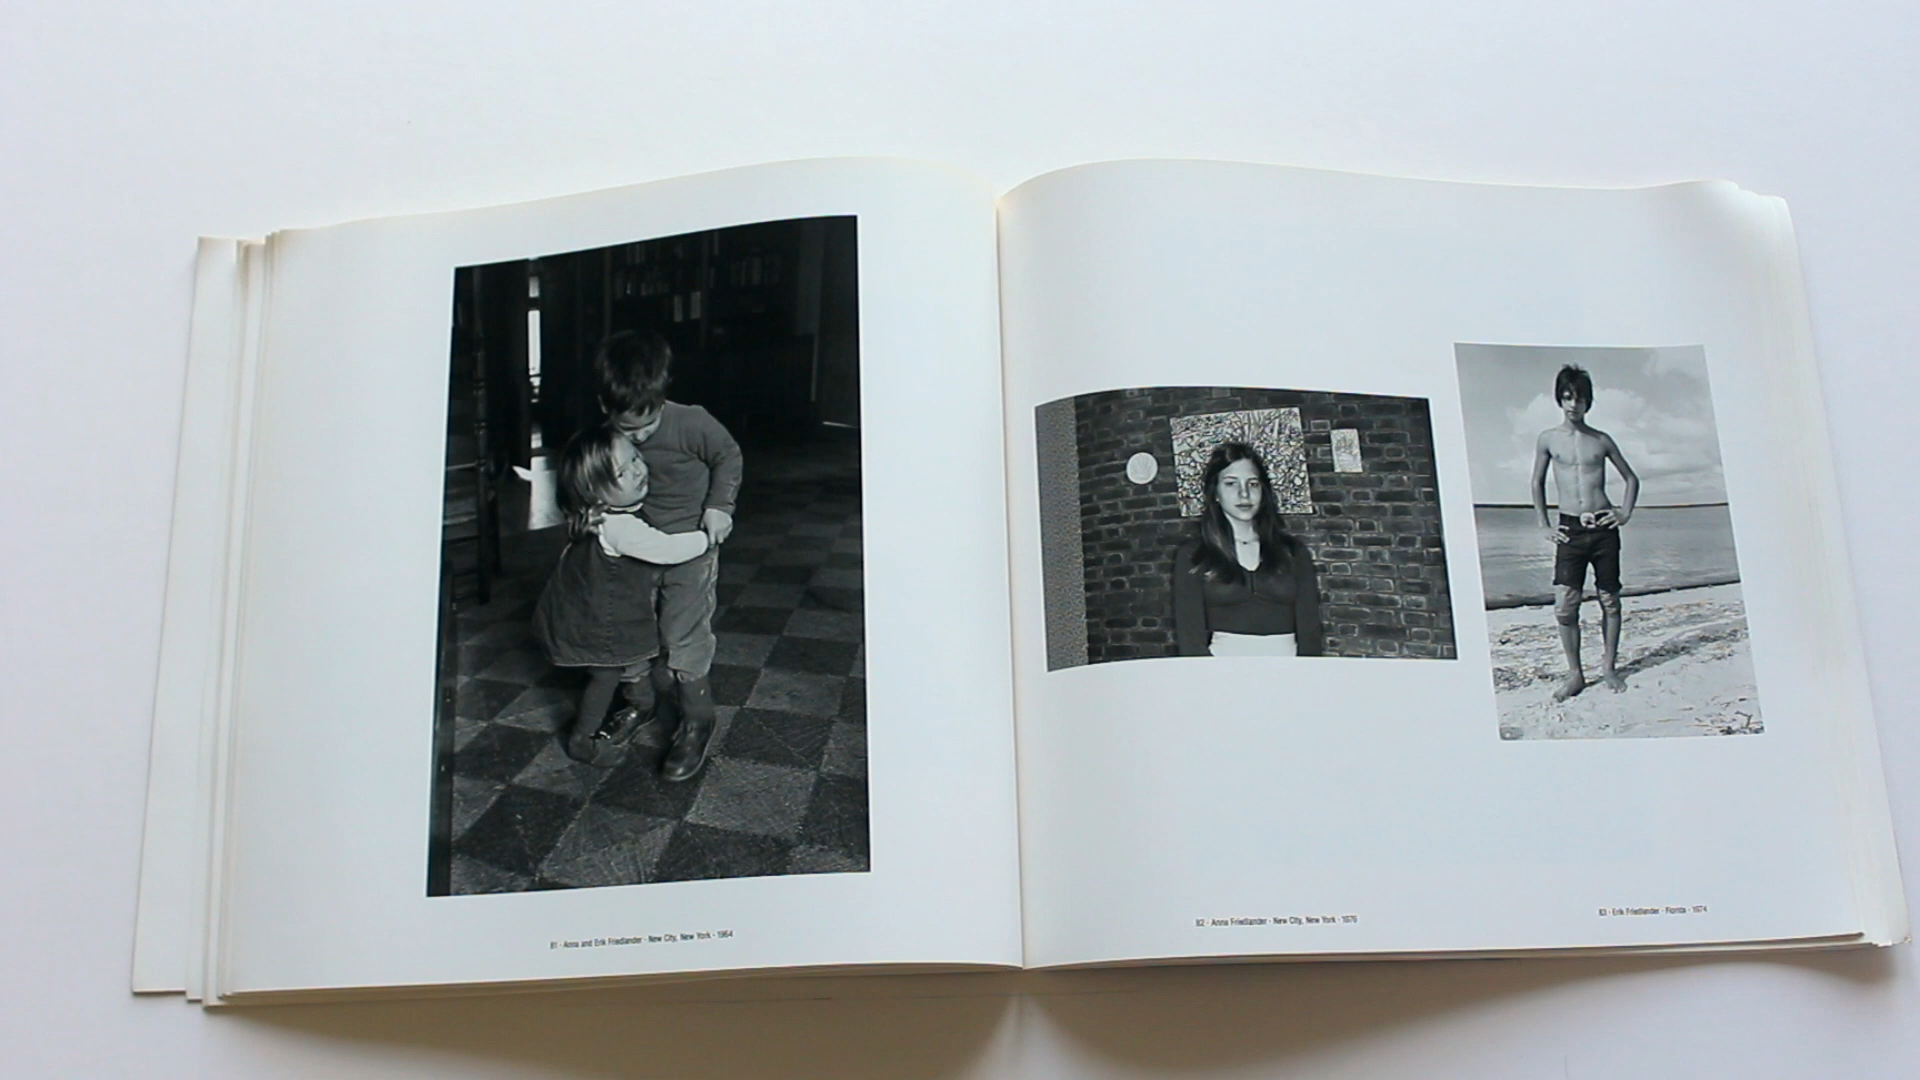 81 · Anna and Erik Friedlander · New City, New York · 1964
82 · Anna Friedlander · New City, New York · 1976
83 · Erik Friedlander · Florida · 1974